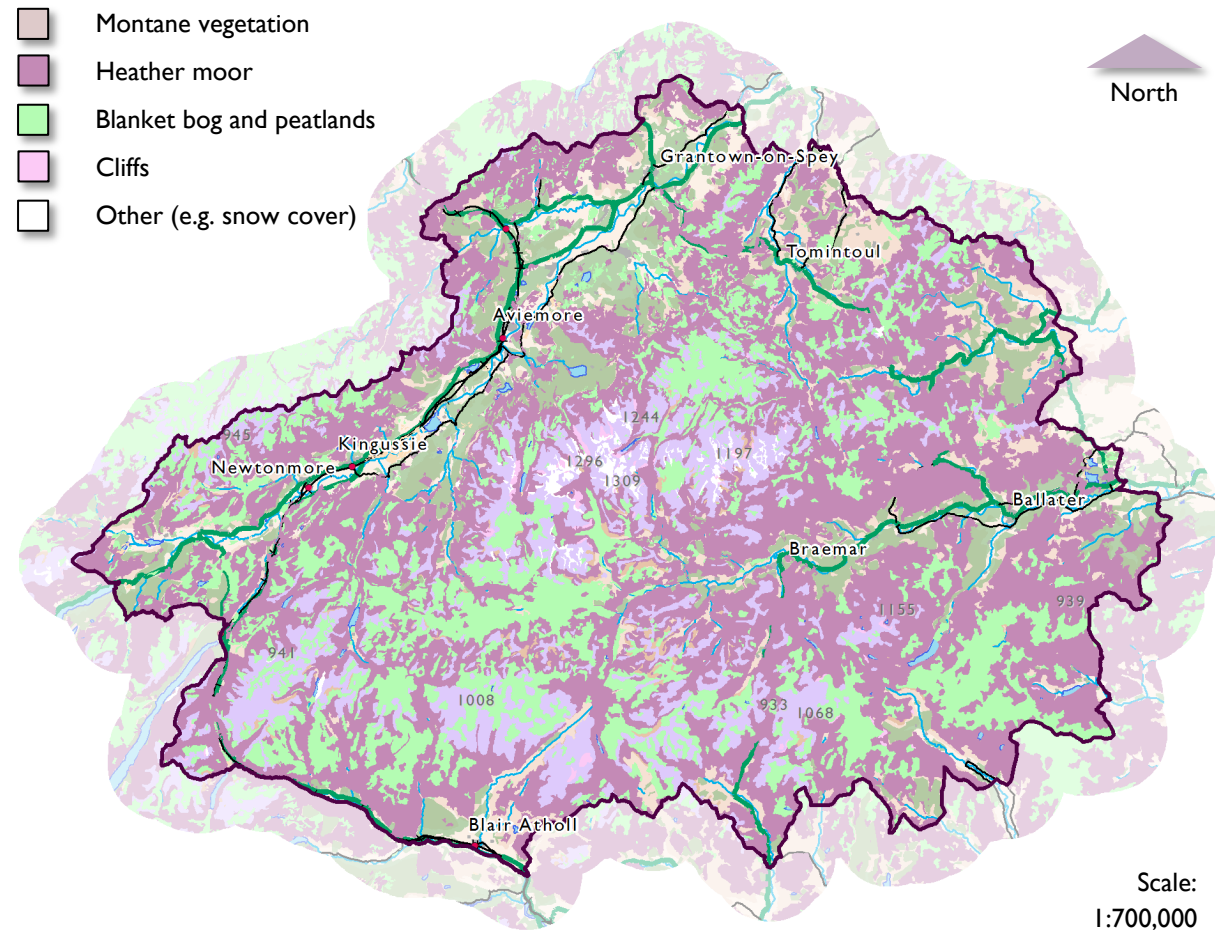 Montane vegetation
Heather moor
Blanket bog and peatlands
Cliffs
Other (e.g. snow cover)
North
Grantown-on-Spey
Tomintoul
Aviemore
1244
945
Kingussie
1197
Newtonmore
1296
1309
Ballater
Braemar
1155
939
941
1008
933
1068
Blair Atholl
Scale:
1:700,000